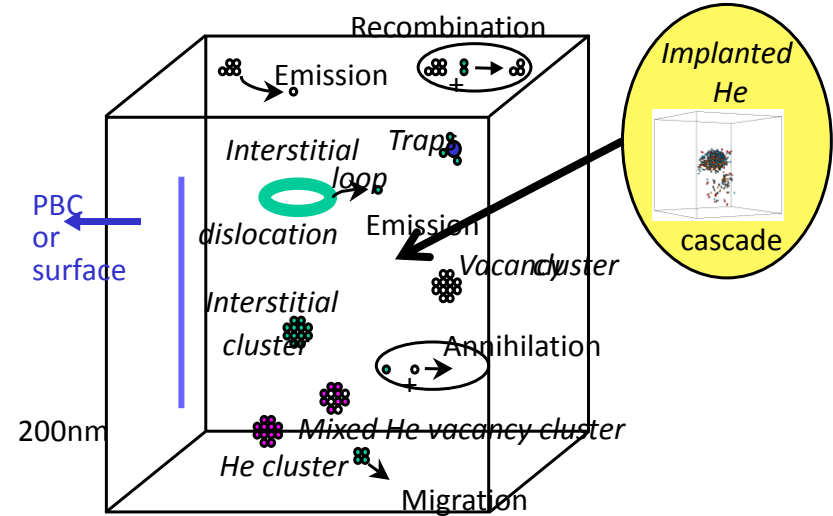 Recombination
Emission
+
Implanted
He
cascade
Traps
Interstitial
loop
Emission
dislocation
PBC
or
surface
Vacancy cluster
Interstitial
cluster
Annihilation
+
200nm
Mixed He vacancy cluster
He cluster
Migration